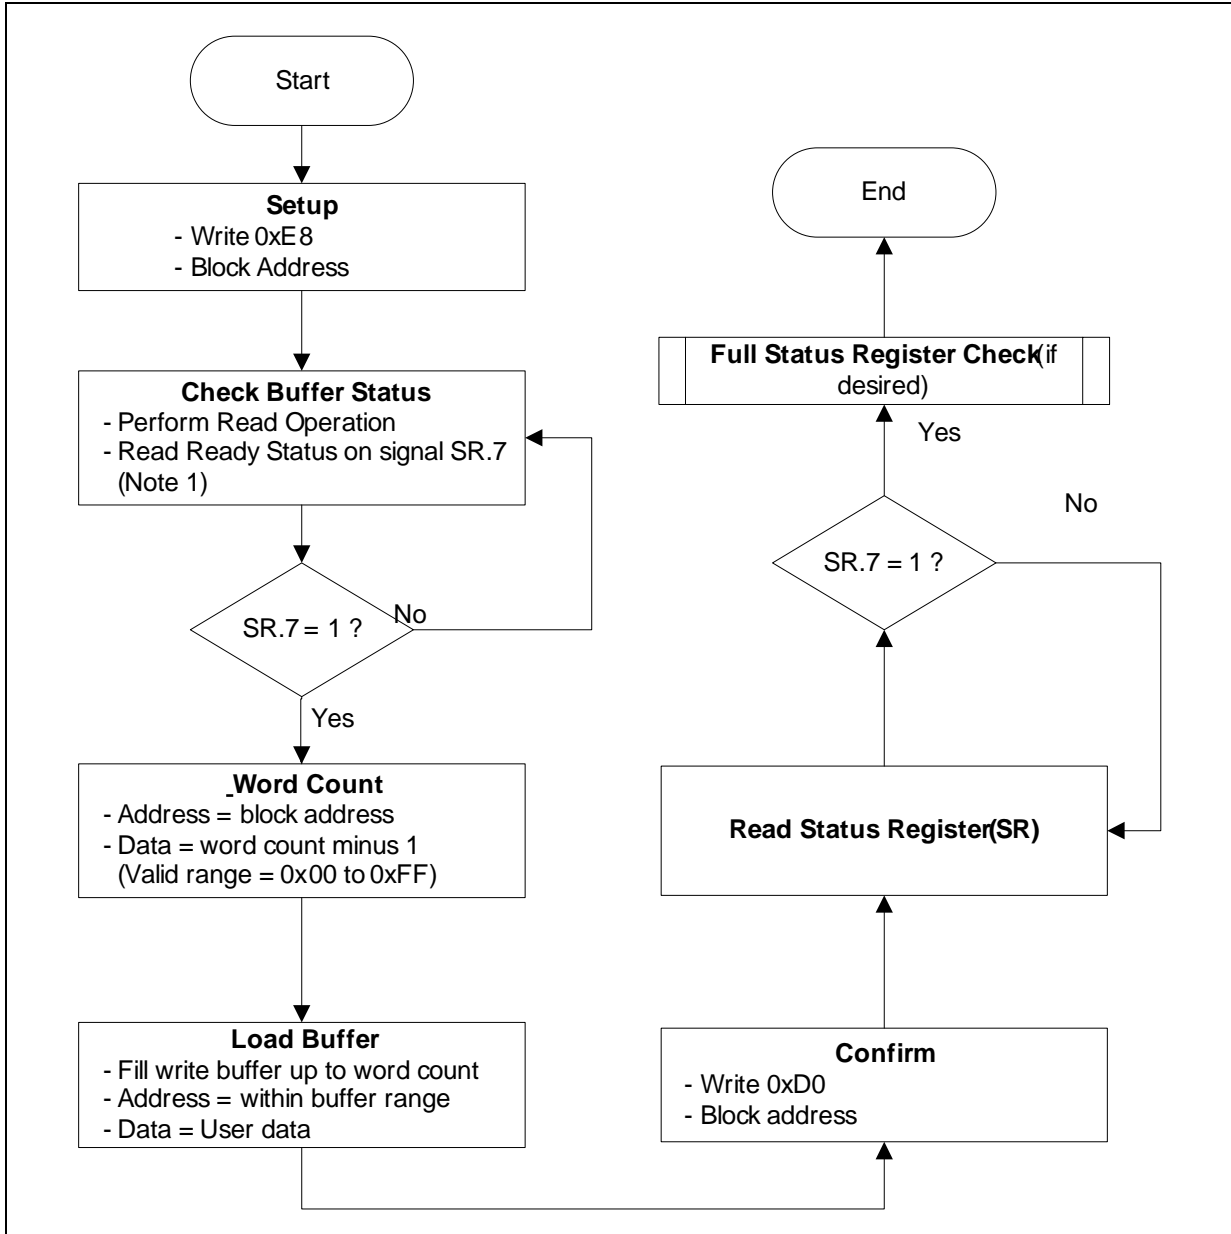 Start
Setup
- Write 0xE8
- Block Address
Check Buffer Status
- Perform Read Operation
- Read Ready Status on signal SR.7
(Note 1)
SR.7 = 1 ?
No
Yes
_Word Count
- Address = block address
- Data = word count minus 1
(Valid range = 0x00 to 0xFF)
Load Buffer
- Fill write buffer up to word count
- Address = within buffer range
- Data = User data
End
Full Status Register Check(if
desired)
Yes
No
SR.7 = 1 ?
Read Status Register(SR)
Confirm
- Write 0xD0
- Block address